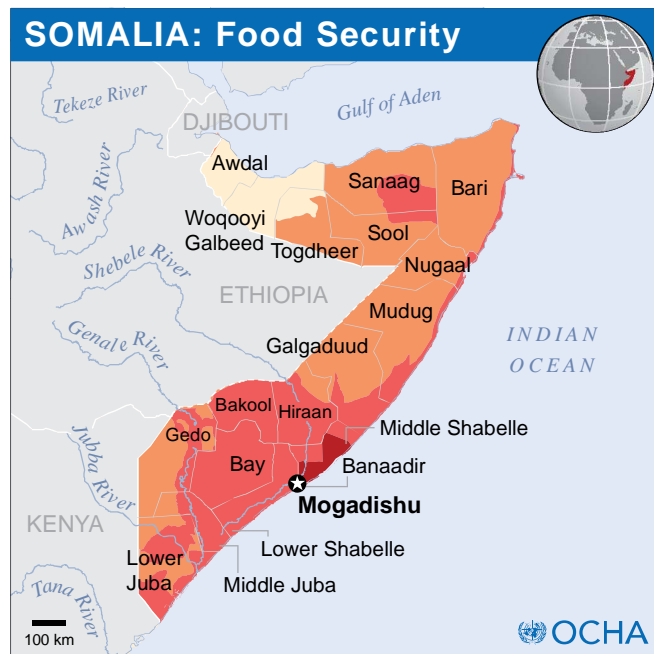 SOMALIA: Food Security
Tekeze River
Gulf of Aden
DJIBOUTI
Awdal
Sanaag
Bari
Awash River
Woqooyi
Galbeed
Togdheer
Sool
Shebele River
Nugaal
ETHIOPIA
Mudug
Genale River
INDIAN
OCEAN
Galgaduud
Bakool
Hiraan
Gedo
Middle Shabelle
Jubba River
Bay
Banaadir
Mogadishu
KENYA
Lower Shabelle
Lower
Juba
Middle Juba
Tana River
100 km
OCHA